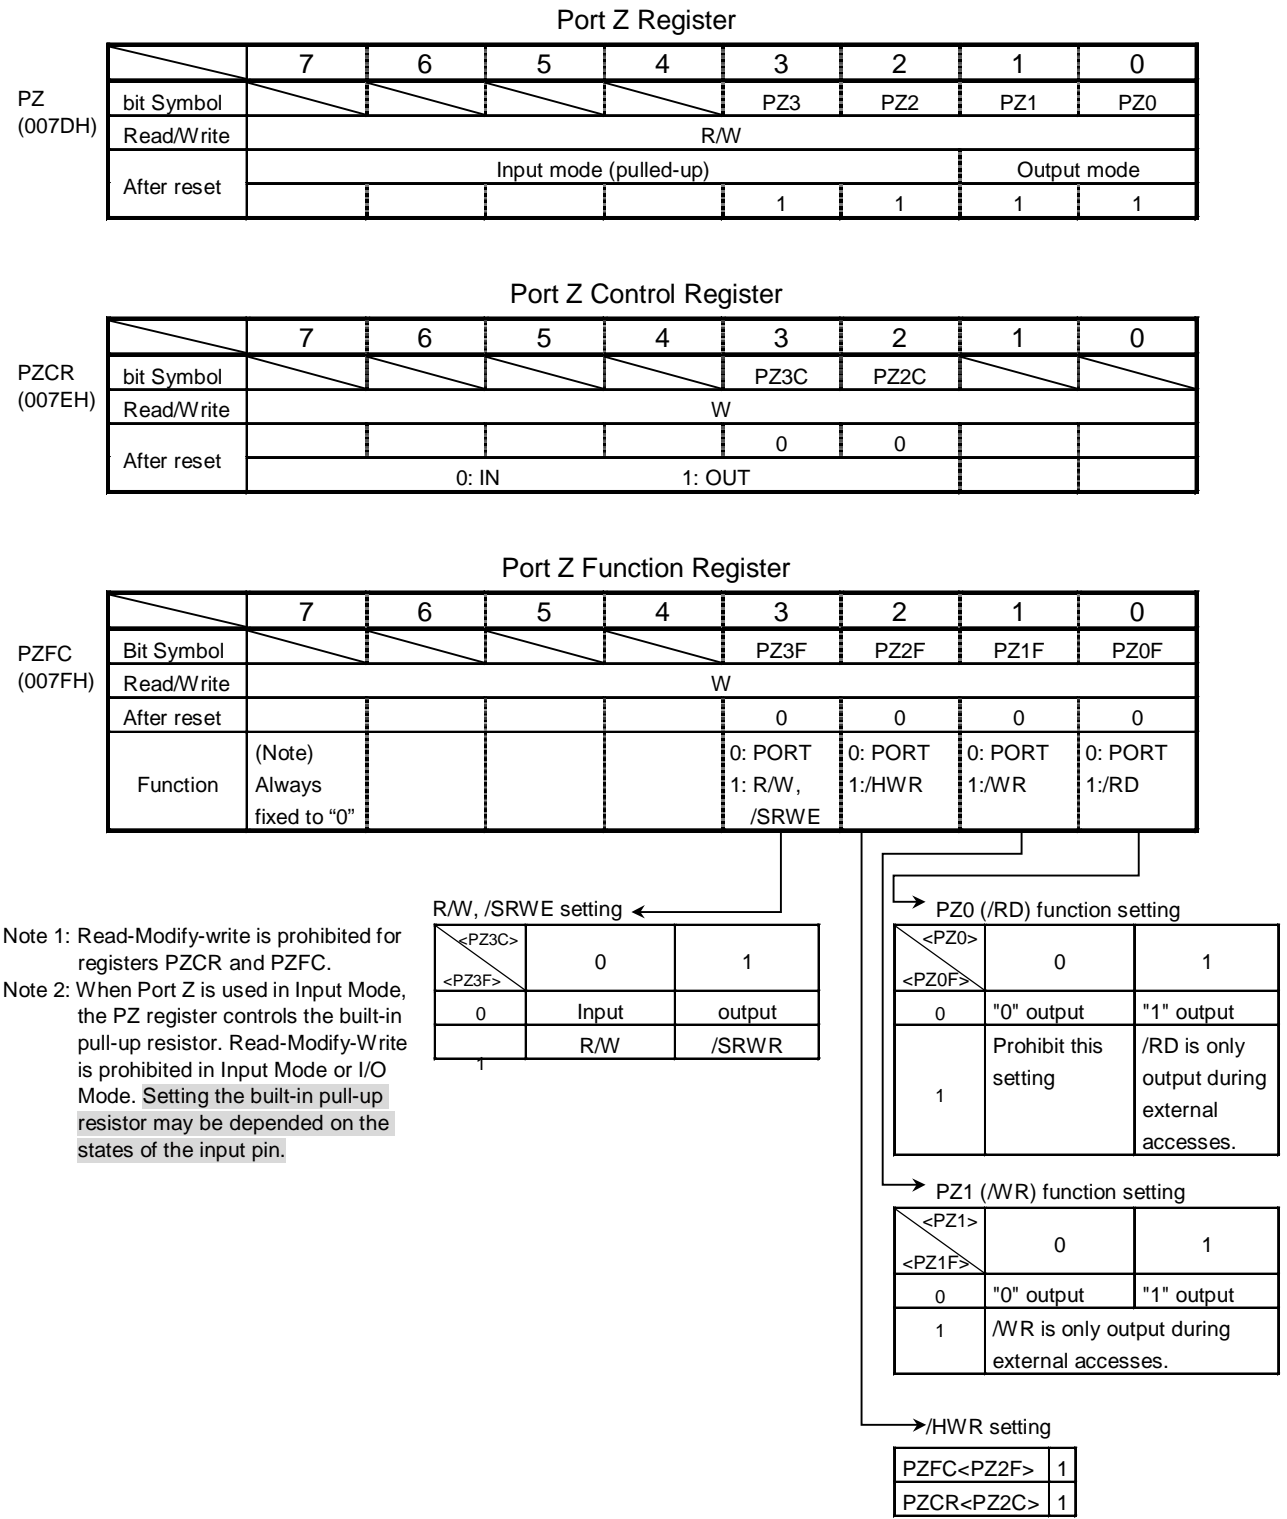 Port Z Register
7 6 5 4 3 2 1 0
PZ
(007DH)
bit Symbol PZ3 PZ2 PZ1 PZ0
Read/Write R/W
After reset Input mode (pulled-up) Output mode
1 1 1 1
Port Z Control Register
7 6 5 4 3 2 1 0
PZCR
(007EH)
bit Symbol PZ3C PZ2C
Read/Write W
After reset 0 0
0: IN 1: OUT
Port Z Function Register
7 6 5 4 3 2 1 0
PZFC
(007FH)
Bit Symbol PZ3F PZ2F PZ1F PZ0F
Read/Write W
After reset 0 0 0 0
Function
(Note)
Always
fixed to “0”
0: PORT
1: R/W,
/SRWE
0: PORT
1:/HWR
0: PORT
1:/WR
0: PORT
1:/RD
Note 1: Read-Modify-write is prohibited for
registers PZCR and PZFC.
Note 2: When Port Z is used in Input Mode,
the PZ register controls the built-in
pull-up resistor. Read-Modify-Write
is prohibited in Input Mode or I/O
Mode. Setting the built-in pull-up
resistor may be depended on the
states of the input pin.
R/W, /SRWE setting
<PZ3C>
<PZ3F>
0 1
0 Input output
1 R/W /SRWR
PZ0 (/RD) function setting
<PZ0>
<PZ0F>
0 1
0 "0" output "1" output
1
Prohibit this
setting
/RD is only
output during
external
accesses.
PZ1 (/WR) function setting
<PZ1>
<PZ1F>
0 1
0 "0" output "1" output
1 /WR is only output during
external accesses.
/HWR setting
PZFC<PZ2F> 1
PZCR<PZ2C> 1